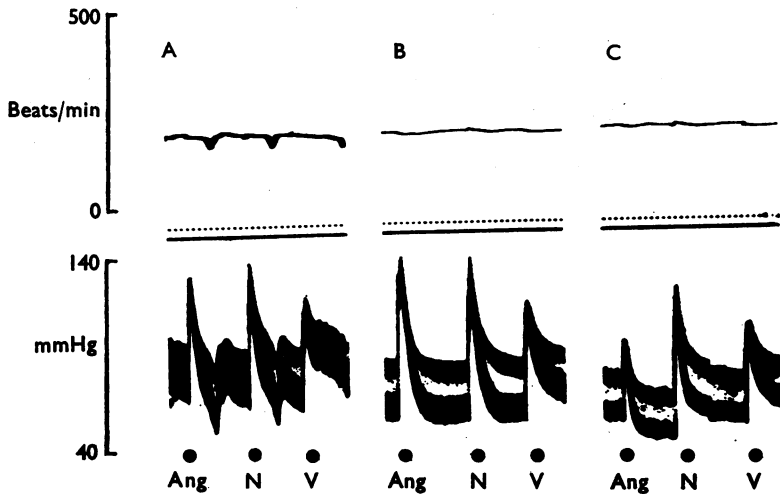 500
A B C
Beats/min
0
140
mmHg
40
Ang N V Ang N V Ang N V